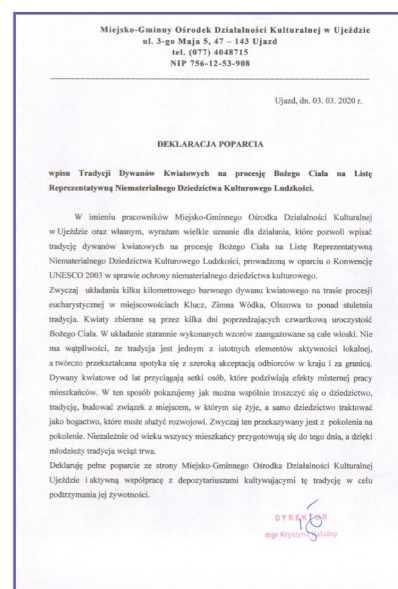 Miejsko-Gminny Ośrodek Działalności Kulturalnej w Ujeździe
ul. 3-go Maja 5, 47 – 143 Ujazd
tel. (077) 4048715
NIP 756-12-53-908
Ujazd, dn. 03. 03. 2020 r.
DEKLARACJA POPARCIA
wpisu Tradycji Dywanów Kwiatowych na procesję Bożego Ciała na Listę
Reprezentatywną Niematerialnego Dziedzictwa Kulturowego Ludzkości.
W imieniu pracowników Miejsko-Gminnego Ośrodka Działalności Kulturalnej
w Ujeździe oraz własnym, wyrażam wielkie uznanie dla działania, które pozwoli wpisać
tradycję dywanów kwiatowych na procesję Bożego Ciała na Listę Reprezentatywną
Niematerialnego Dziedzictwa Kulturowego Ludzkości, prowadzoną w oparciu o Konwencję
UNESCO 2003 w sprawie ochrony niematerialnego dziedzictwa kulturowego.
Zwyczaj układania kilku kilometrowego barwnego dywanu kwiatowego na trasie procesji
eucharystycznej w miejscowościach Klucz, Zimna Wódka, Olszowa to ponad stuletnia
tradycja. Kwiaty zbierane są przez kilka dni poprzedzających czwartkową uroczystość
Bożego Ciała. W układanie starannie wykonanych wzorów zaangażowane są całe wioski. Nie
ma wątpliwości, że tradycja jest jednym z istotnych elementów aktywności lokalnej,
a twórczo przekształcana spotyka się z szeroką akceptacją odbiorców w kraju i za granicą.
Dywany kwiatowe od lat przyciągają setki osób, które podziwiają efekty misternej pracy
mieszkańców. W ten sposób pokazujemy jak można wspólnie troszczyć się o dziedzictwo,
tradycję, budować związek z miejscem, w którym się żyje, a samo dziedzictwo traktować
jako bogactwo, które może służyć rozwojowi. Zwyczaj ten przekazywany jest z pokolenia na
pokolenie. Niezależnie od wieku wszyscy mieszkańcy przygotowują się do tego dnia, a dzięki
młodzieży tradycja wciąż trwa.
Deklaruję pełne poparcie ze strony Miejsko-Gminnego Ośrodka Działalności Kulturalnej
Ujeździe i aktywną współpracę z depozytariuszami kultywującymi tę tradycję w celu
podtrzymania jej żywotności.
DYREKTOR
mgr Krystyna